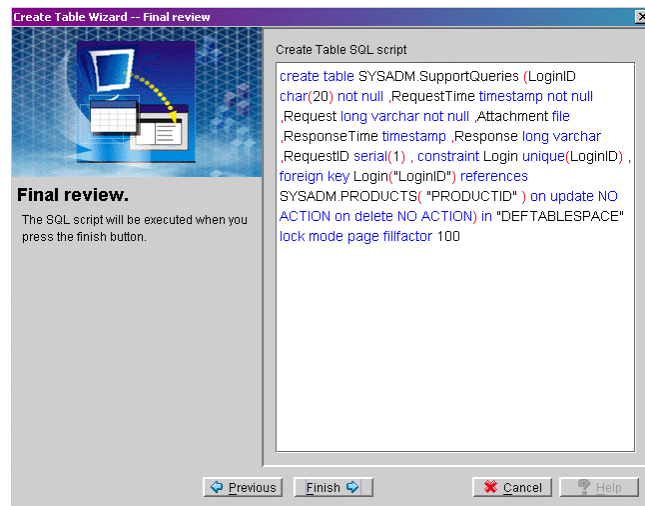 Create Table Wizard -- Final review
Final review.
The SQL script will be executed when you
press the finish button.
Create Table SQL script
create table SYSADM.SupportQueries (LoginID
char(20) not null ,RequestTime timestamp not null
,Request long varchar not null ,Attachment file
,ResponseTime timestamp ,Response long varchar
,RequestID serial(1) , constraint Login unique(LoginID) ,
foreign key Login("LoginID") references
SYSADM.PRODUCTS( "PRODUCTID" ) on update NO
ACTION on delete NO ACTION) in "DEFTABLESPACE"
lock mode page fillfactor 100
Previous Finish Cancel Help